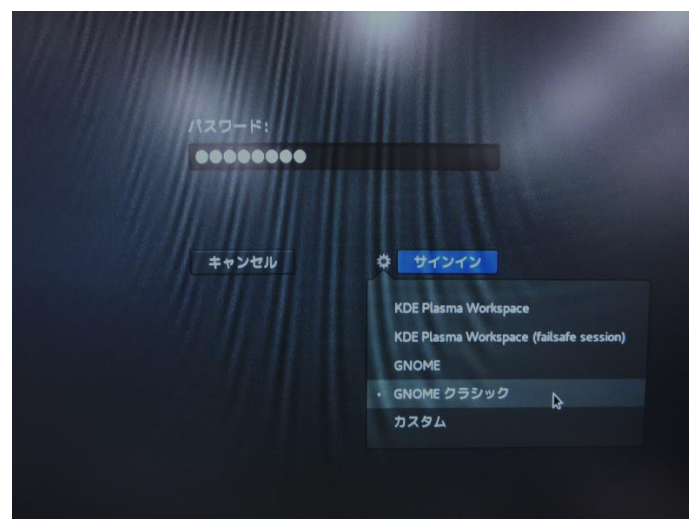 パスワード:
●●●●●●●●
キャンセル
サインイン
KDE Plasma Workspace
KDE Plasma Workspace (failsafe session)
GNOME
GNOME クラシック
カスタム